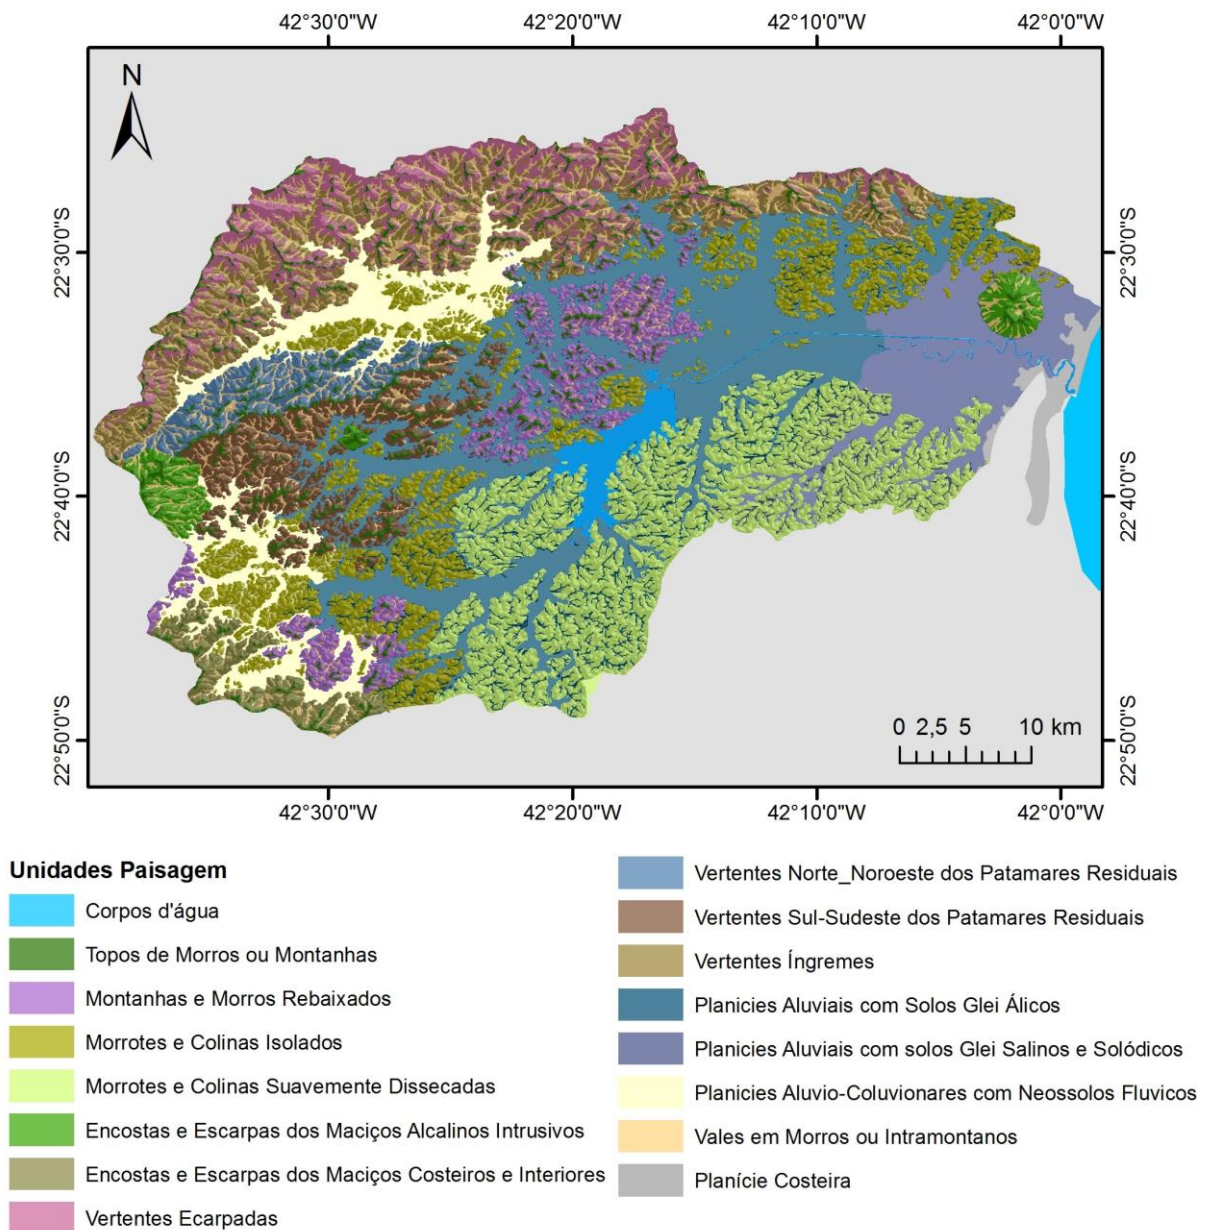 42°30'0"W 42°20'0"W 42°10'0"W 42°0'0"W
N
22°30'0"S 22°30'0"S
22°40'0"S 22°40'0"S
0 2,5 5 10 km
22°50'0"S 22°50'0"S
42°30'0"W 42°20'0"W 42°10'0"W 42°0'0"W
Unidades Paisagem
Corpos d'água
Topos de Morros ou Montanhas
Montanhas e Morros Rebaixados
Morrotes e Colinas Isolados
Morrotes e Colinas Suavemente Dissecadas
Encostas e Escarpas dos Maciços Alcalinos Intrusivos
Encostas e Escarpas dos Maciços Costeiros e Interiores
Vertentes Ecarpadas
Vertentes Norte_Noroeste dos Patamares Residuais
Vertentes Sul-Sudeste dos Patamares Residuais
Vertentes Íngremes
Planicies Aluviais com Solos Glei Álicos
Planicies Aluviais com solos Glei Salinos e Solódicos
Planicies Aluvio-Coluvionares com Neossolos Fluvicos
Vales em Morros ou Intramontanos
Planície Costeira